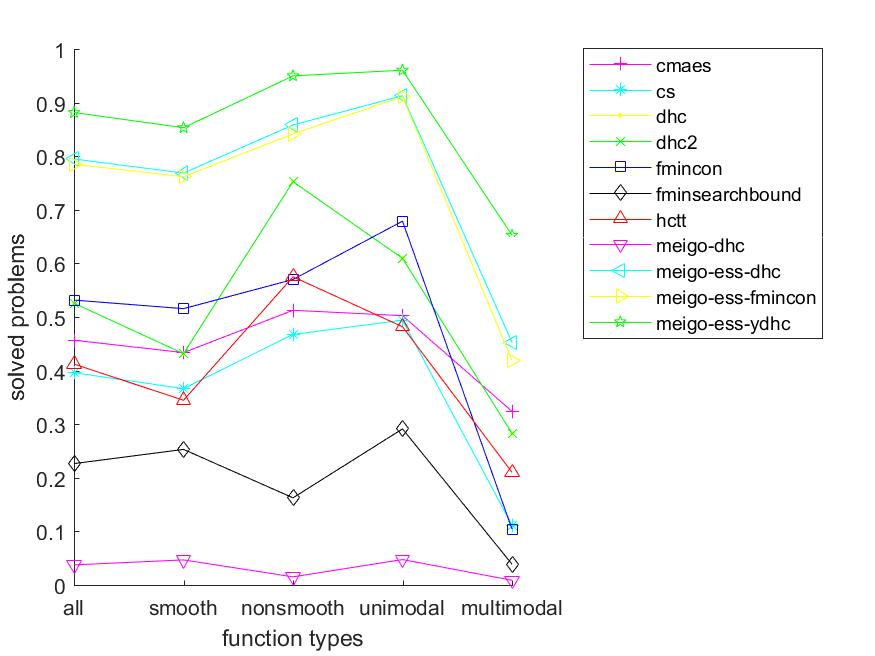 1
0.9
0.8
0.7
0.6
0.5
0.4
0.3
0.2
0.1
0
solved problems
all smooth nonsmooth unimodal multimodal
function types
cmaes
cs
dhc
dhc2
fmincon
fminsearchbound
hctt
meigo-dhc
meigo-ess-dhc
meigo-ess-fmincon
meigo-ess-ydhc